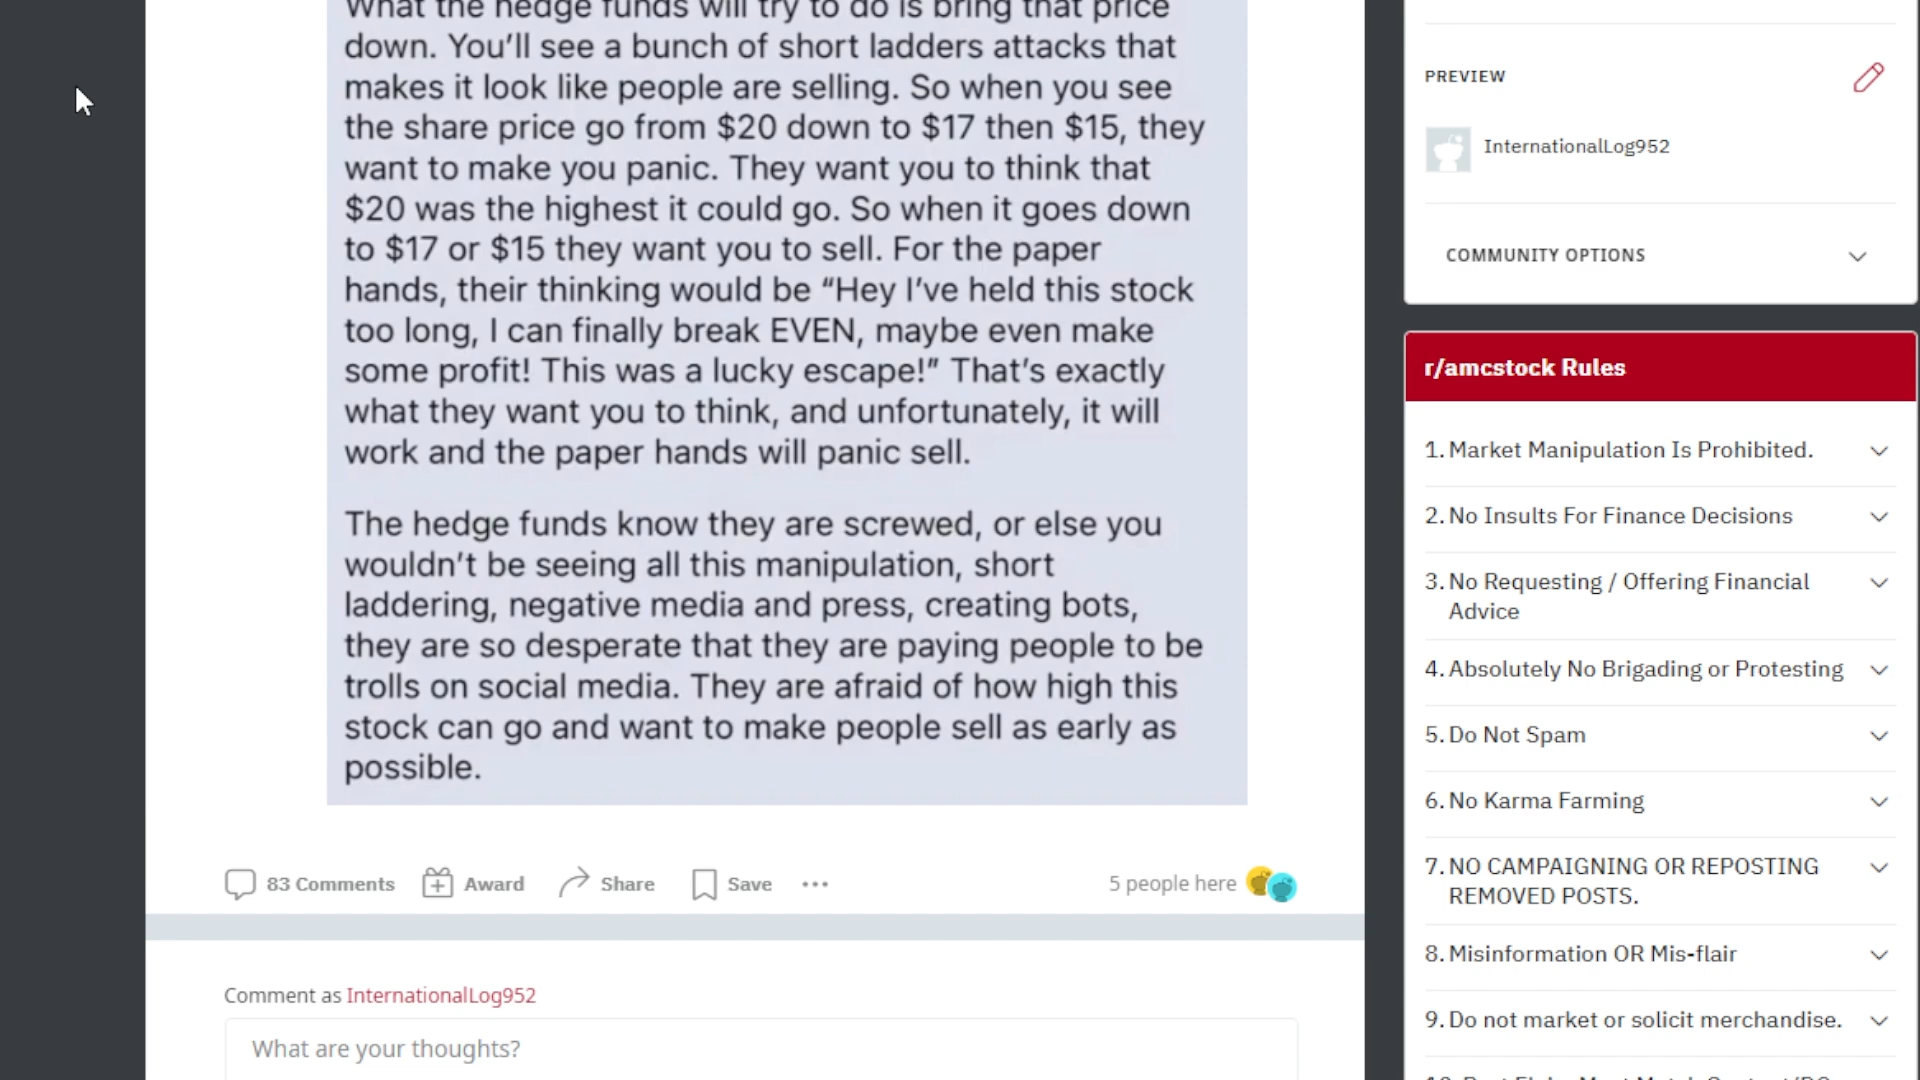 What the hedge funds will try to do is bring that price
down. You’ll see a bunch of short ladders attacks that
makes it look like people are selling. So when you see
the share price go from $20 down to $17 then $15, they
want to make you panic. They want you to think that
$20 was the highest it could go. So when it goes down
to $17 or $15 they want you to sell. For the paper
hands, their thinking would be “Hey I’ve held this stock
too long, I can finally break EVEN, maybe even make
some profit! This was a lucky escape!” That’s exactly
what they want you to think, and unfortunately, it will
work and the paper hands will panic sell.
The hedge funds know they are screwed, or else you
wouldn’t be seeing all this manipulation, short
laddering, negative media and press, creating bots,
they are so desperate that they are paying people to be
trolls on social media. They are afraid of how high this
stock can go and want to make people sell as early as
possible.
83 Comments Award Share Save 5 people here
Comment as InternationalLog952
What are your thoughts?
PREVIEW
InternationalLog952
COMMUNITY OPTIONS
r/amcstock Rules
1. Market Manipulation Is Prohibited.
2. No Insults For Finance Decisions
3. No Requesting / Offering Financial
Advice
4. Absolutely No Brigading or Protesting
5. Do Not Spam
6. No Karma Farming
7. NO CAMPAIGNING OR REPOSTING
REMOVED POSTS.
8. Misinformation OR Mis-flair
9. Do not market or solicit merchandise.